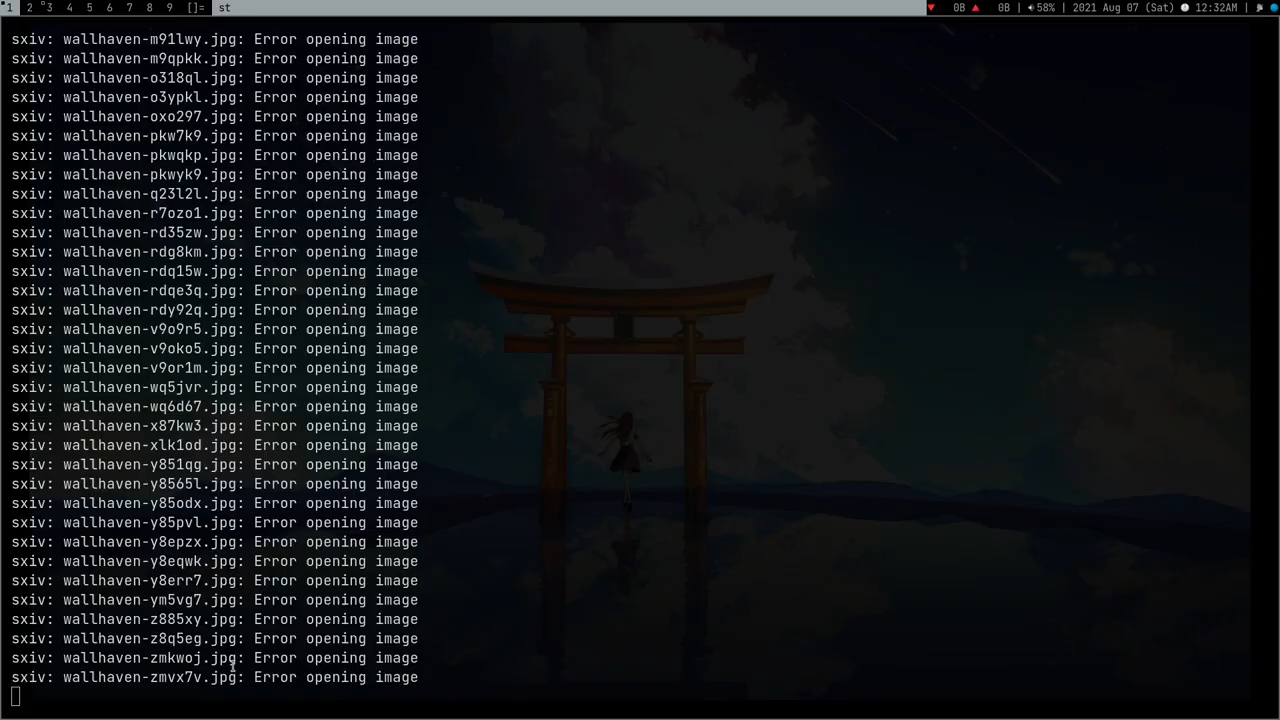 1 2 3 4 5 6 7 8 9 []= st 0B 0B | 58% | 2021 Aug 07 (Sat) 12:32AM |
sxiv: wallhaven-m91lwy.jpg: Error opening image
sxiv: wallhaven-m9qpkk.jpg: Error opening image
sxiv: wallhaven-o318ql.jpg: Error opening image
sxiv: wallhaven-o3ypkl.jpg: Error opening image
sxiv: wallhaven-oxo297.jpg: Error opening image
sxiv: wallhaven-pkw7k9.jpg: Error opening image
sxiv: wallhaven-pkwqkp.jpg: Error opening image
sxiv: wallhaven-pkwyk9.jpg: Error opening image
sxiv: wallhaven-q23l2l.jpg: Error opening image
sxiv: wallhaven-r7ozo1.jpg: Error opening image
sxiv: wallhaven-rd35zw.jpg: Error opening image
sxiv: wallhaven-rdg8km.jpg: Error opening image
sxiv: wallhaven-rdq15w.jpg: Error opening image
sxiv: wallhaven-rdqe3q.jpg: Error opening image
sxiv: wallhaven-rdy92q.jpg: Error opening image
sxiv: wallhaven-v9o9r5.jpg: Error opening image
sxiv: wallhaven-v9oko5.jpg: Error opening image
sxiv: wallhaven-v9or1m.jpg: Error opening image
sxiv: wallhaven-wq5jvr.jpg: Error opening image
sxiv: wallhaven-wq6d67.jpg: Error opening image
sxiv: wallhaven-x87kw3.jpg: Error opening image
sxiv: wallhaven-xlk1od.jpg: Error opening image
sxiv: wallhaven-y851qg.jpg: Error opening image
sxiv: wallhaven-y8565l.jpg: Error opening image
sxiv: wallhaven-y85odx.jpg: Error opening image
sxiv: wallhaven-y85pvl.jpg: Error opening image
sxiv: wallhaven-y8epzx.jpg: Error opening image
sxiv: wallhaven-y8eqwk.jpg: Error opening image
sxiv: wallhaven-y8err7.jpg: Error opening image
sxiv: wallhaven-ym5vg7.jpg: Error opening image
sxiv: wallhaven-z885xy.jpg: Error opening image
sxiv: wallhaven-z8q5eg.jpg: Error opening image
sxiv: wallhaven-zmkwoj.jpg: Error opening image
sxiv: wallhaven-zmvx7v.jpg: Error opening image